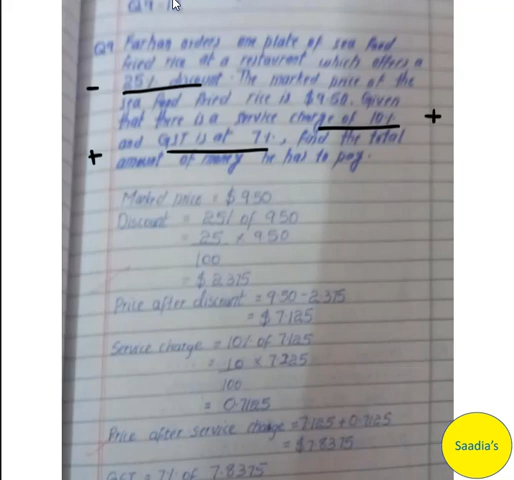 Q9
Q9 Farhan orders one plate of sea food
fried rice at a restaurant which offers a
25% discount. The marked price of the
sea food fried rice is $9.50. Given
that there is a service charge of 10%
and GST is at 7%, find the total
amount of money he has to pay.
-
+
+
Marked price = $9.50
Discount = 25% of 9.50
= 25 × 9.50
100
= $2.375
Price after discount = 9.50 - 2.375
= $7.125
Service charge = 10% of 7.125
= 10 × 7.225
100
= 0.7125
Price after service charge = 7.125 + 0.7125
= $7.8375
GST = 7% of 7.8375
Saadia's